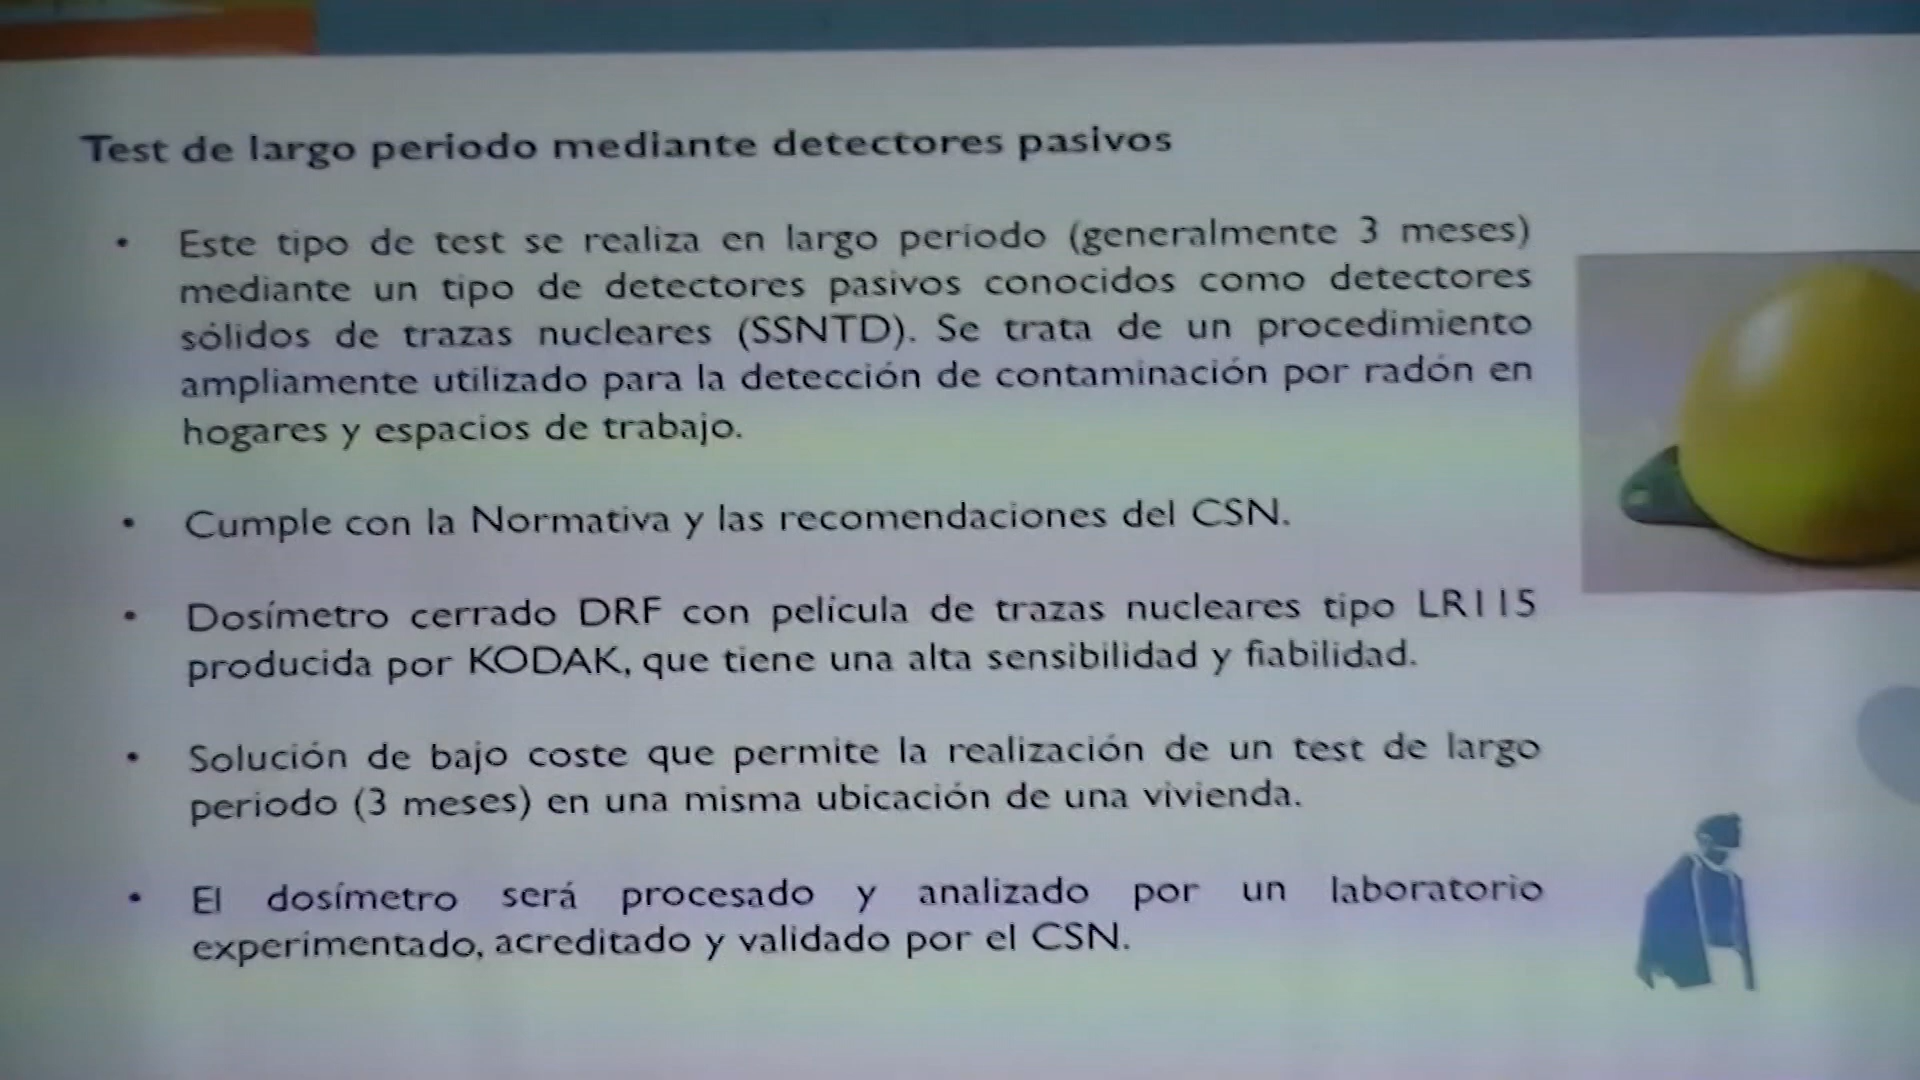 Test de largo periodo mediante detectores pasivos
• Este tipo de test se realiza en largo periodo (generalmente 3 meses)
mediante un tipo de detectores pasivos conocidos como detectores
sólidos de trazas nucleares (SSNTD). Se trata de un procedimiento
ampliamente utilizado para la detección de contaminación por radón en
hogares y espacios de trabajo.
• Cumple con la Normativa y las recomendaciones del CSN.
• Dosímetro cerrado DRF con película de trazas nucleares tipo LR115
producida por KODAK, que tiene una alta sensibilidad y fiabilidad.
• Solución de bajo coste que permite la realización de un test de largo
periodo (3 meses) en una misma ubicación de una vivienda.
• El dosímetro será procesado y analizado por un laboratorio
experimentado, acreditado y validado por el CSN.